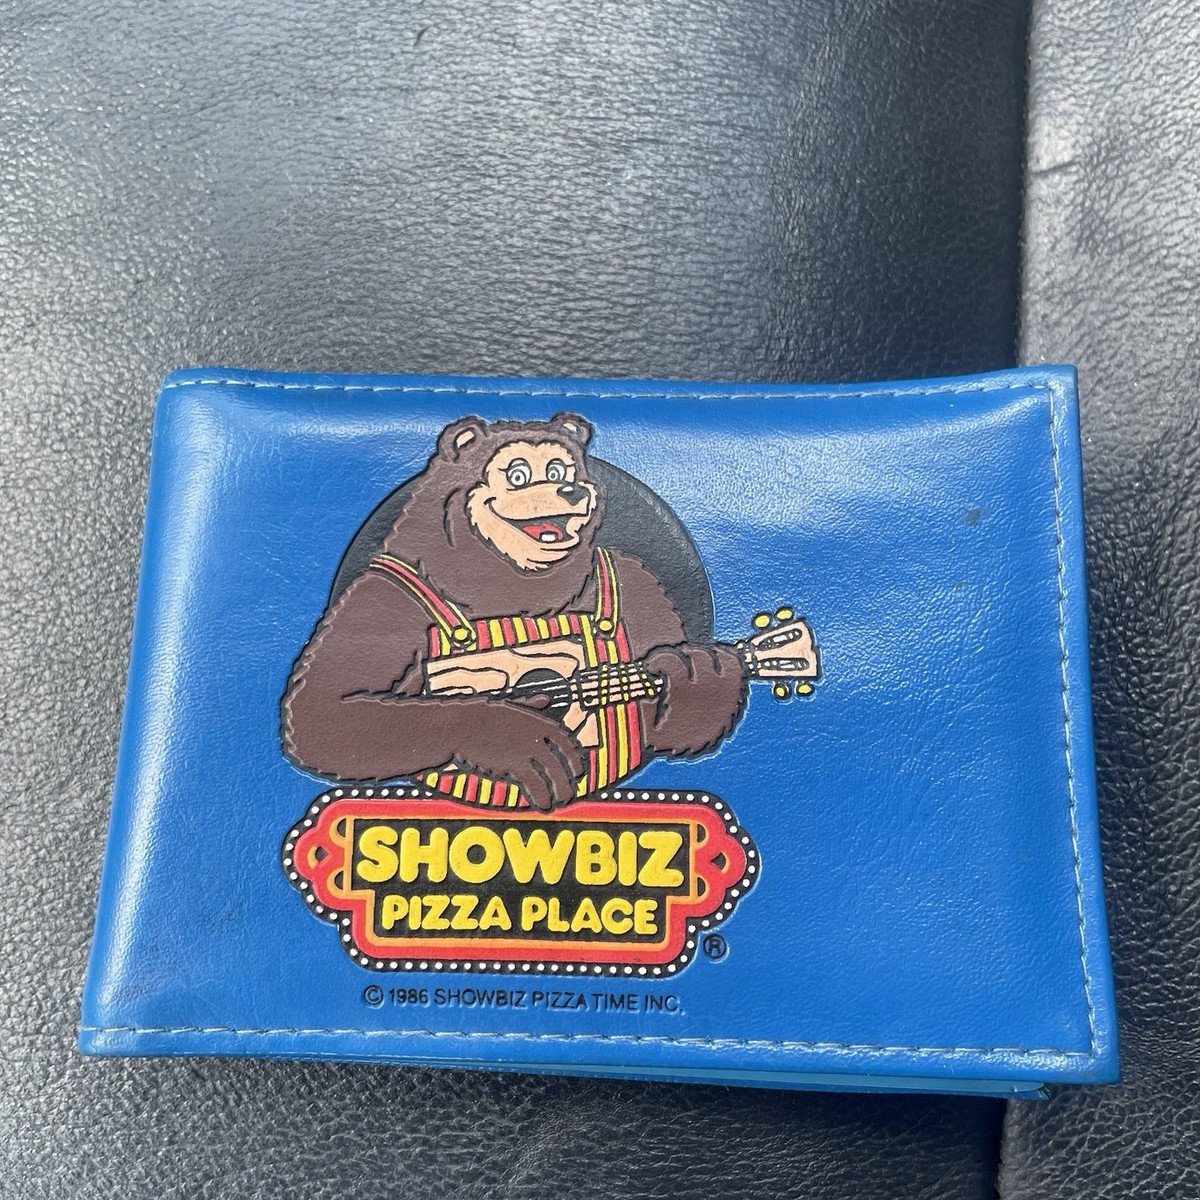 SHOWBIZ
PIZZA PLACE
®
© 1986 SHOWBIZ PIZZA TIME INC.